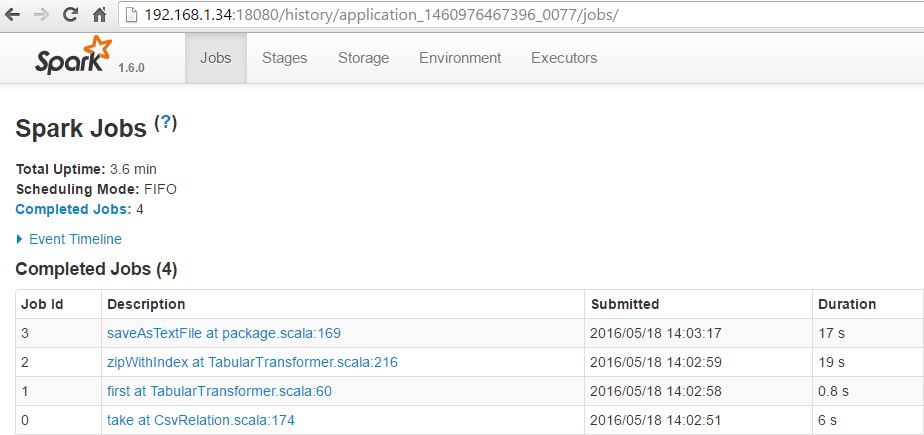 192.168.1.34:18080/history/application_1460976467396_0077/jobs/
Spark 1.6.0 Jobs Stages Storage Environment Executors
Spark Jobs (?)
Total Uptime: 3.6 min
Scheduling Mode: FIFO
Completed Jobs: 4
Event Timeline
Completed Jobs (4)
Job Id Description Submitted Duration
3 saveAsTextFile at package.scala:169 2016/05/18 14:03:17 17 s
2 zipWithIndex at TabularTransformer.scala:216 2016/05/18 14:02:59 19 s
1 first at TabularTransformer.scala:60 2016/05/18 14:02:58 0.8 s
0 take at CsvRelation.scala:174 2016/05/18 14:02:51 6 s